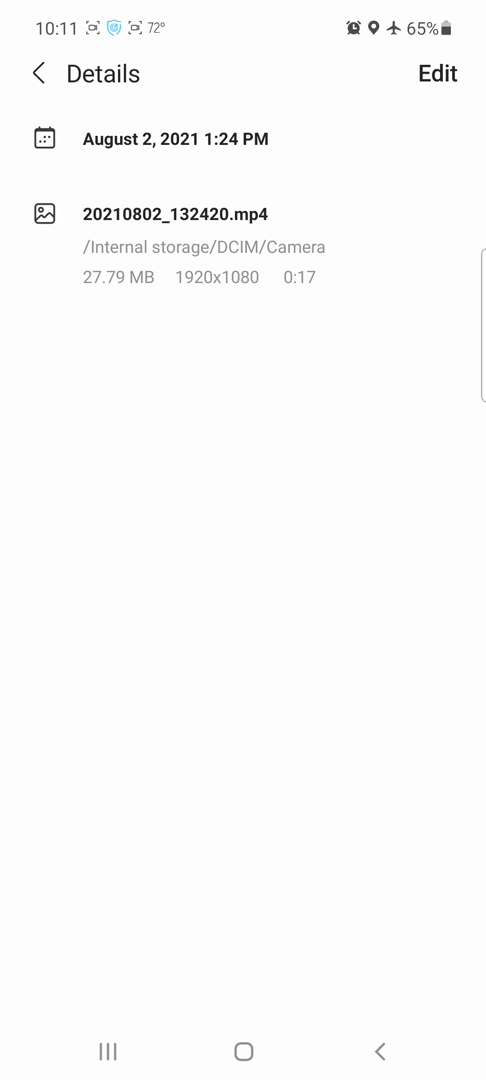 10:11 72° 65%
Details Edit
August 2, 2021 1:24 PM
20210802_132420.mp4
/Internal storage/DCIM/Camera
27.79 MB 1920x1080 0:17